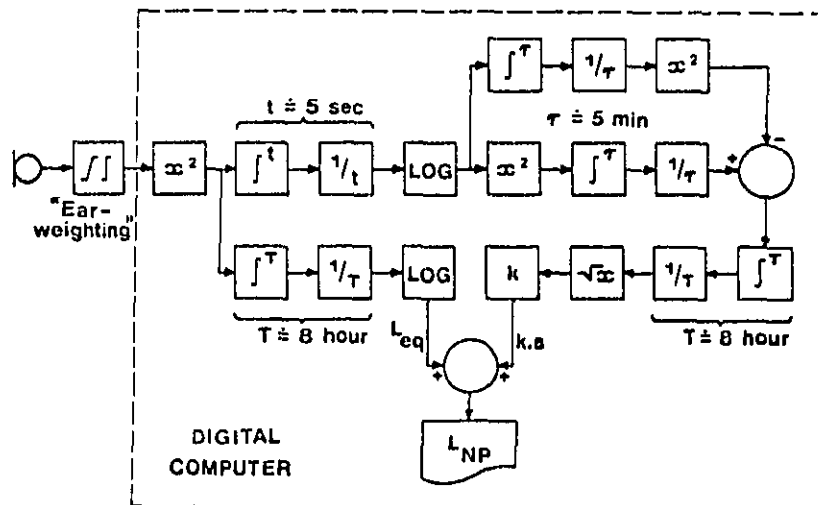 ∫^τ 1/τ x²
t ≐ 5 sec
τ ≐ 5 min
∫∫ x² ∫^t 1/t LOG x² ∫^τ 1/τ
"Ear-
weighting"
∫^T 1/T LOG k √x 1/T ∫^T
T ≐ 8 hour
L_eq
k.s
T ≐ 8 hour
DIGITAL
COMPUTER
L_NP